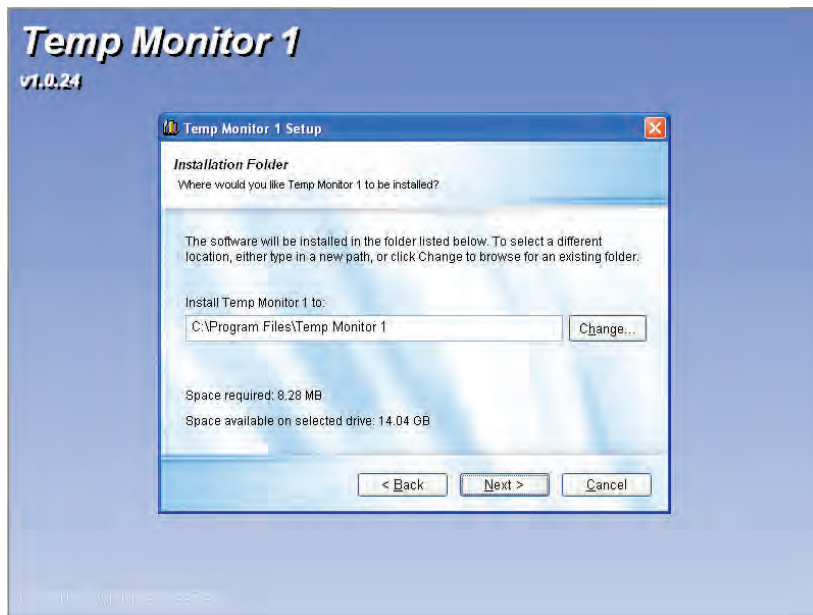 Temp Monitor 1
v1.0.24
Temp Monitor 1 Setup
Installation Folder
Where would you like Temp Monitor 1 to be installed?
The software will be installed in the folder listed below. To select a different
location, either type in a new path, or click Change to browse for an existing folder.
Install Temp Monitor 1 to:
C:\Program Files\Temp Monitor 1
Change...
Space required: 8.28 MB
Space available on selected drive: 14.04 GB
< Back
Next >
Cancel